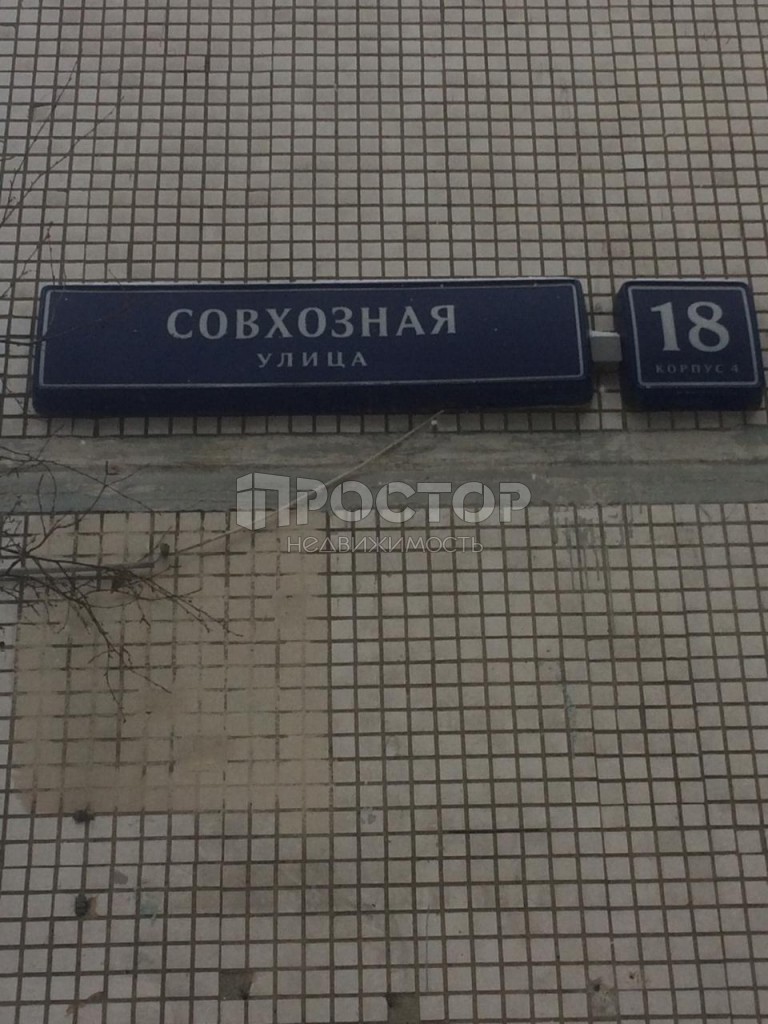 СОВХОЗНАЯ
УЛИЦА
18
КОРПУС 4
ПРОСТОР
НЕДВИЖИМОСТЬ